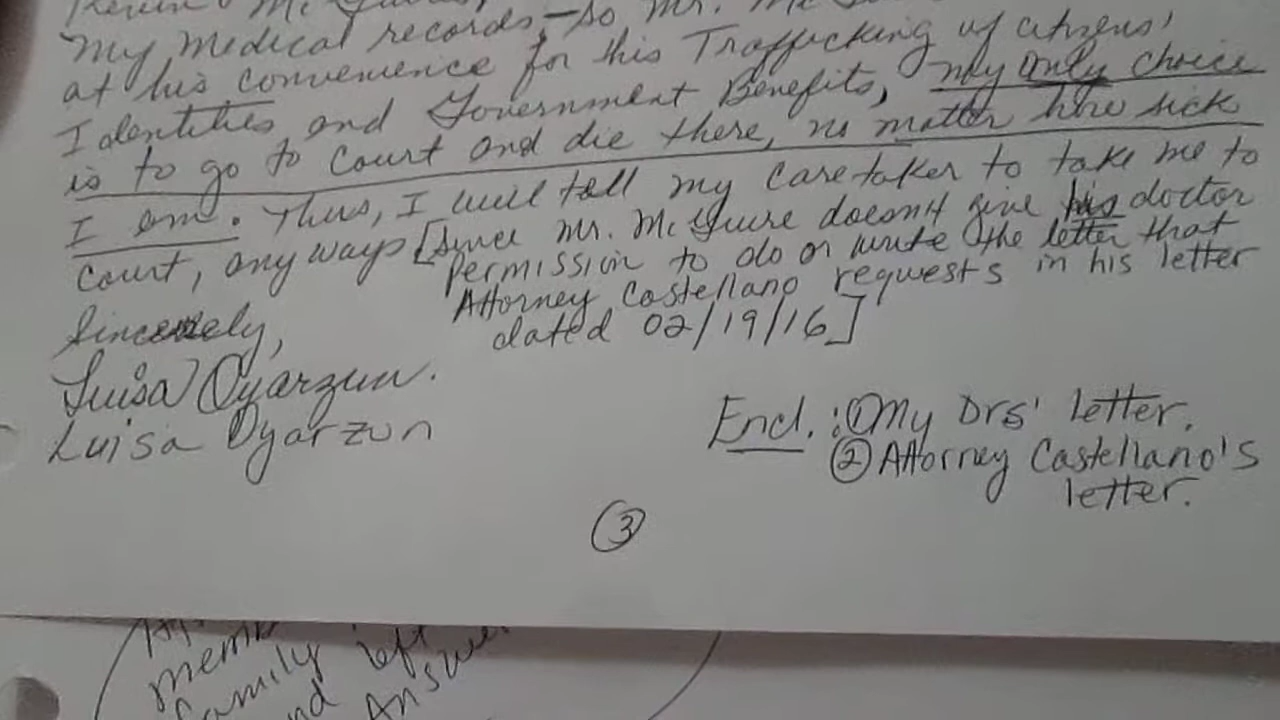 my Medical records,—so Mr. Mc
at his convenience for his Trafficking of citizens'
Identities and Government Benefits, my only choice
is to go to court and die there, no matter how sick
I am. Thus, I will tell my caretaker to take me to
court, any ways [Since Mr. McGuire doesn't give his doctor
permission to do or write the letter that
Attorney Castellano requests in his letter
dated 02/19/16]
Sincerely,
Luisa Oyarzun.
Luisa Oyarzun
Encl.: ① My Drs' letter.
② Attorney Castellano's
letter.
③
family left
and Answer